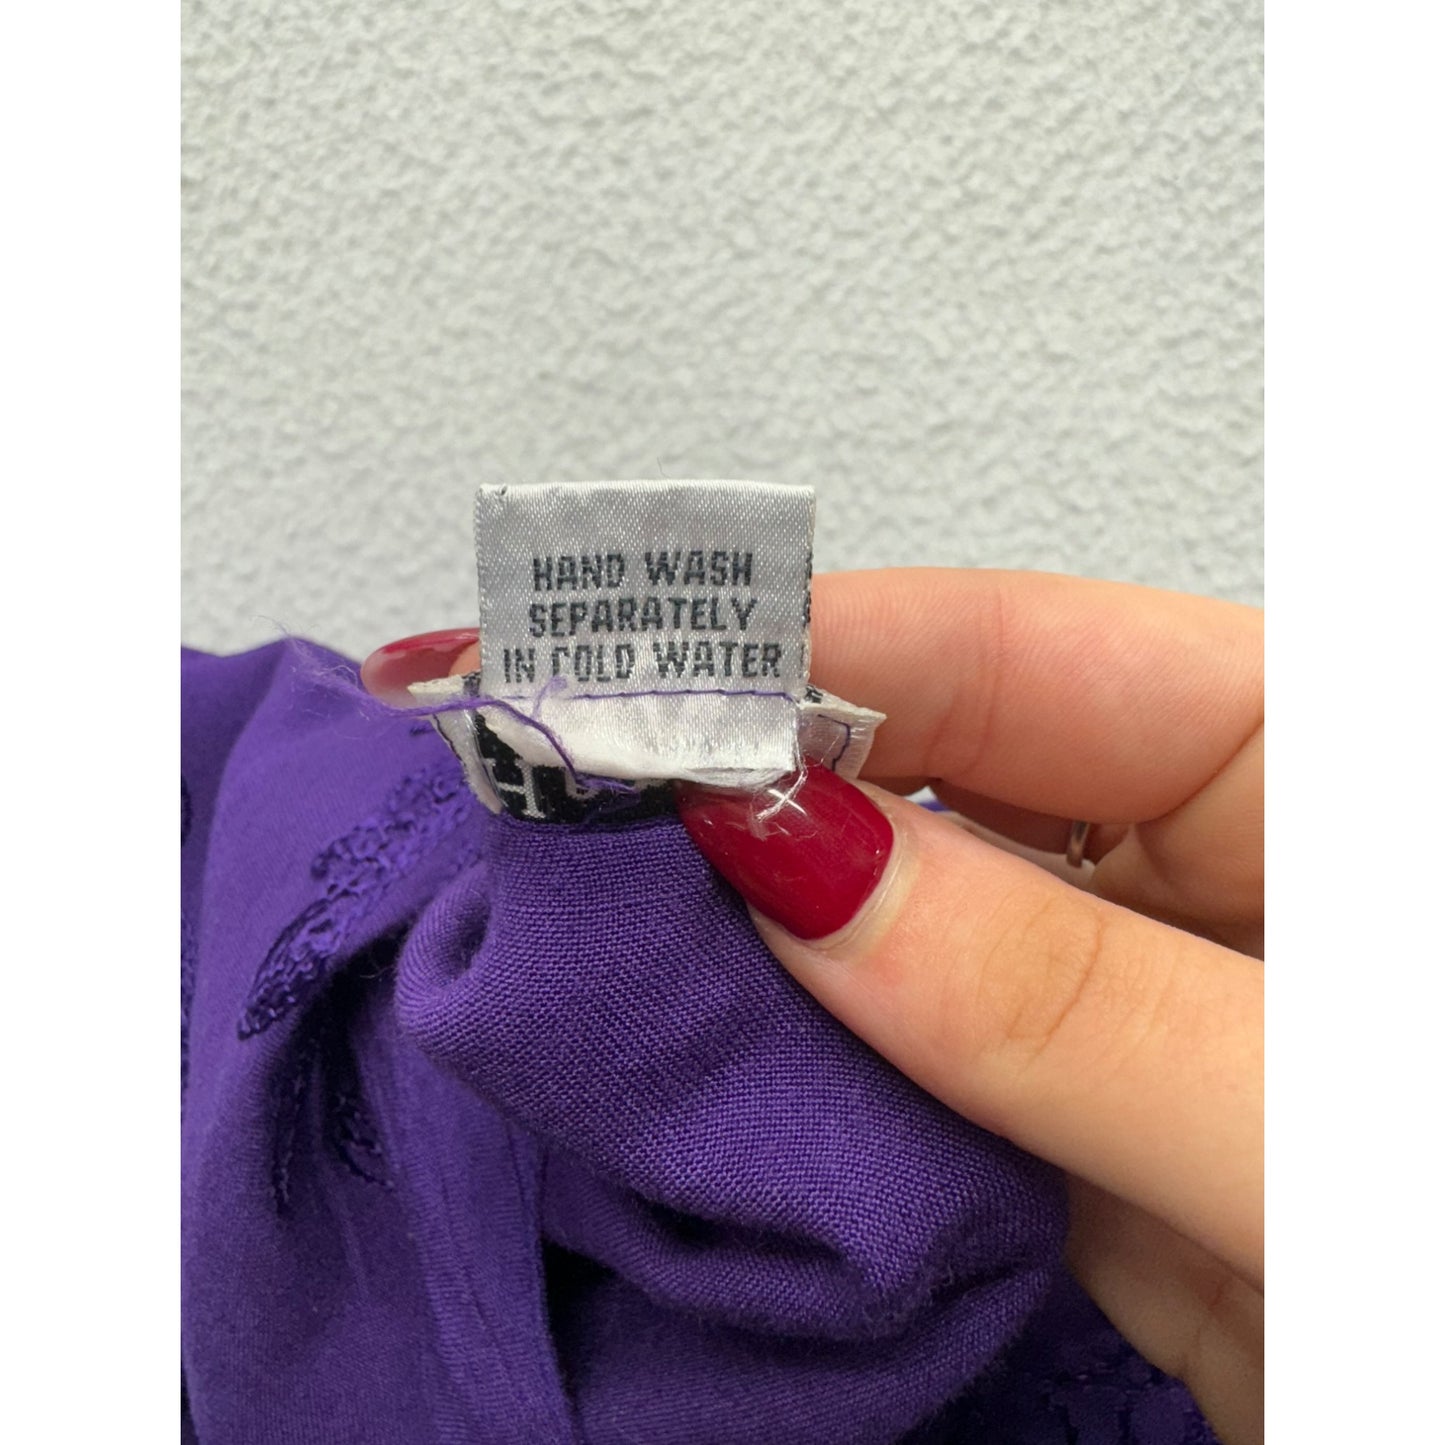 HAND WASH
SEPARATELY
IN COLD WATER